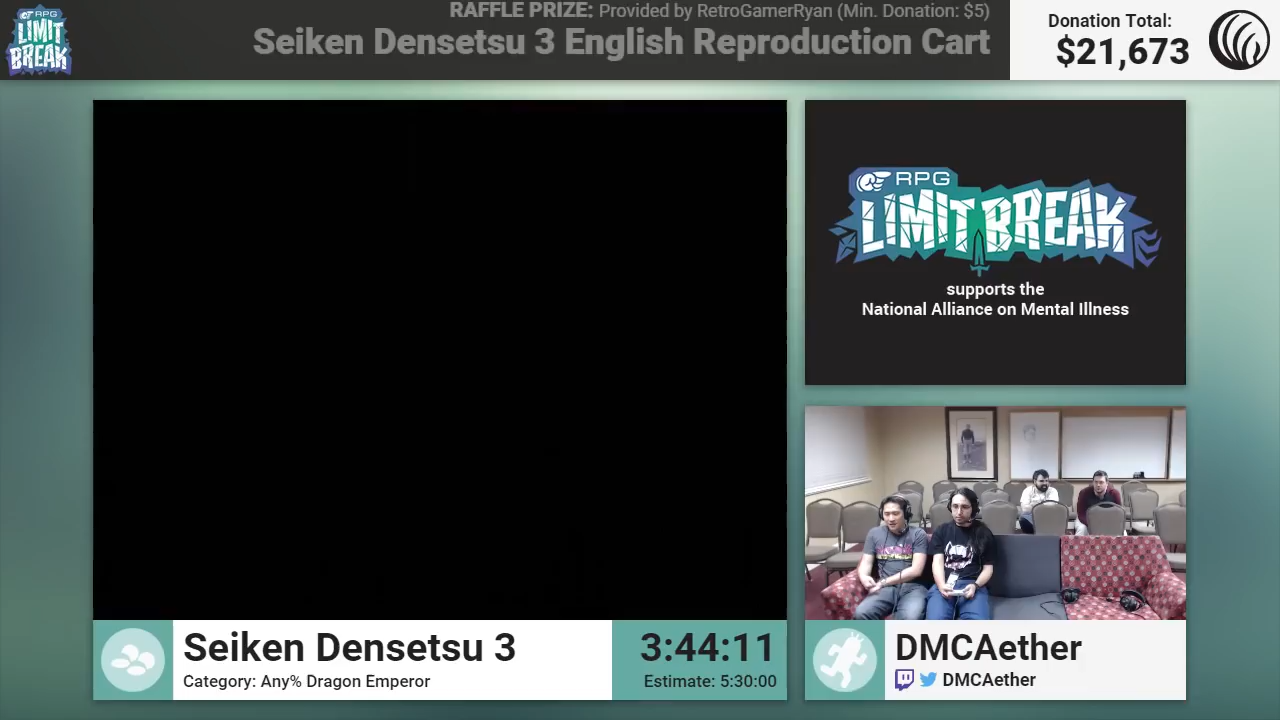 RPG
LIMIT
BREAK
RAFFLE PRIZE: Provided by RetroGamerRyan (Min. Donation: $5)
Seiken Densetsu 3 English Reproduction Cart
Donation Total:
$21,673
RPG
LIMIT BREAK
supports the
National Alliance on Mental Illness
Seiken Densetsu 3
Category: Any% Dragon Emperor
3:44:11
Estimate: 5:30:00
DMCAether
DMCAether